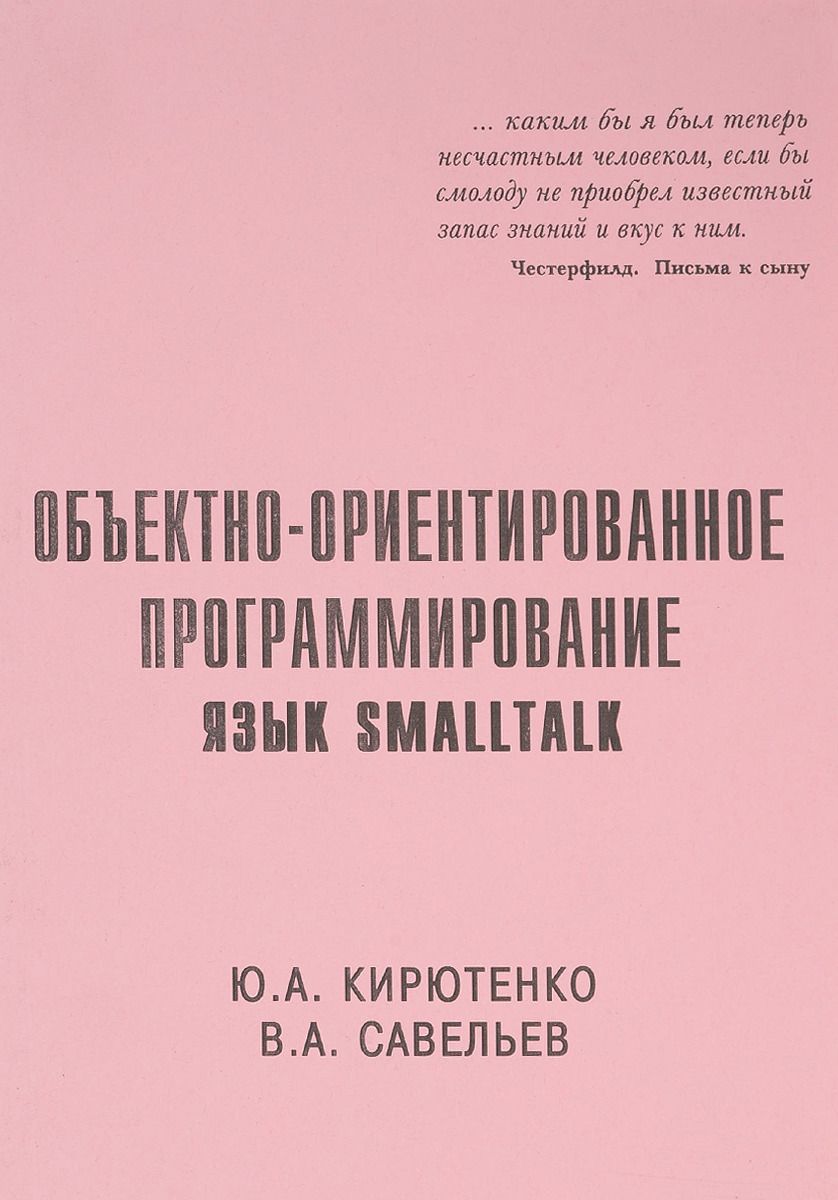 ... каким бы я был теперь
несчастным человеком, если бы
смолоду не приобрел известный
запас знаний и вкус к ним.
Честерфилд. Письма к сыну
ОБЪЕКТНО-ОРИЕНТИРОВАННОЕ
ПРОГРАММИРОВАНИЕ
ЯЗЫК SMALLTALK
Ю.А. КИРЮТЕНКО
В.А. САВЕЛЬЕВ